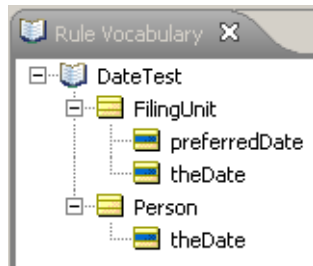 Rule Vocabulary
DateTest
FilingUnit
preferredDate
theDate
Person
theDate